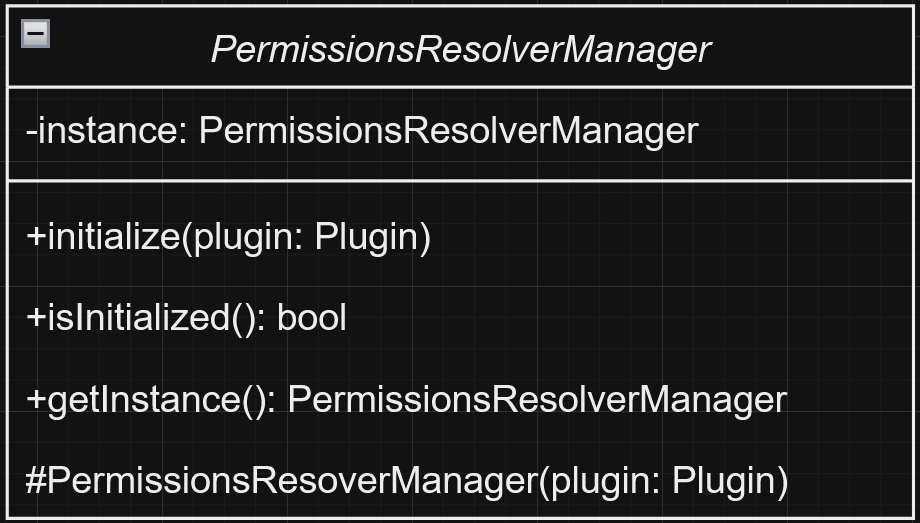 PermissionsResolverManager
-instance: PermissionsResolverManager
+initialize(plugin: Plugin)
+isInitialized(): bool
+getInstance(): PermissionsResolverManager
#PermissionsResoverManager(plugin: Plugin)